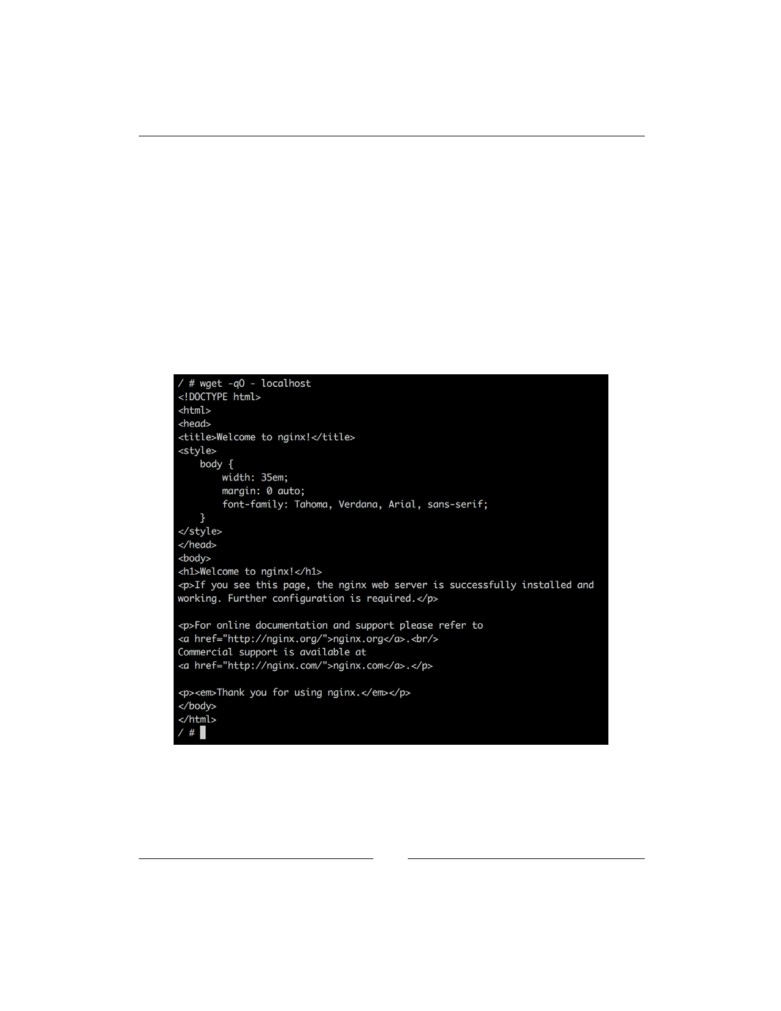 / # wget -qO - localhost
<!DOCTYPE html>
<html>
<head>
<title>Welcome to nginx!</title>
<style>
    body {
        width: 35em;
        margin: 0 auto;
        font-family: Tahoma, Verdana, Arial, sans-serif;
    }
</style>
</head>
<body>
<h1>Welcome to nginx!</h1>
<p>If you see this page, the nginx web server is successfully installed and
working. Further configuration is required.</p>

<p>For online documentation and support please refer to
<a href="http://nginx.org/">nginx.org</a>.<br/>
Commercial support is available at
<a href="http://nginx.com/">nginx.com</a>.</p>

<p><em>Thank you for using nginx.</em></p>
</body>
</html>
/ #